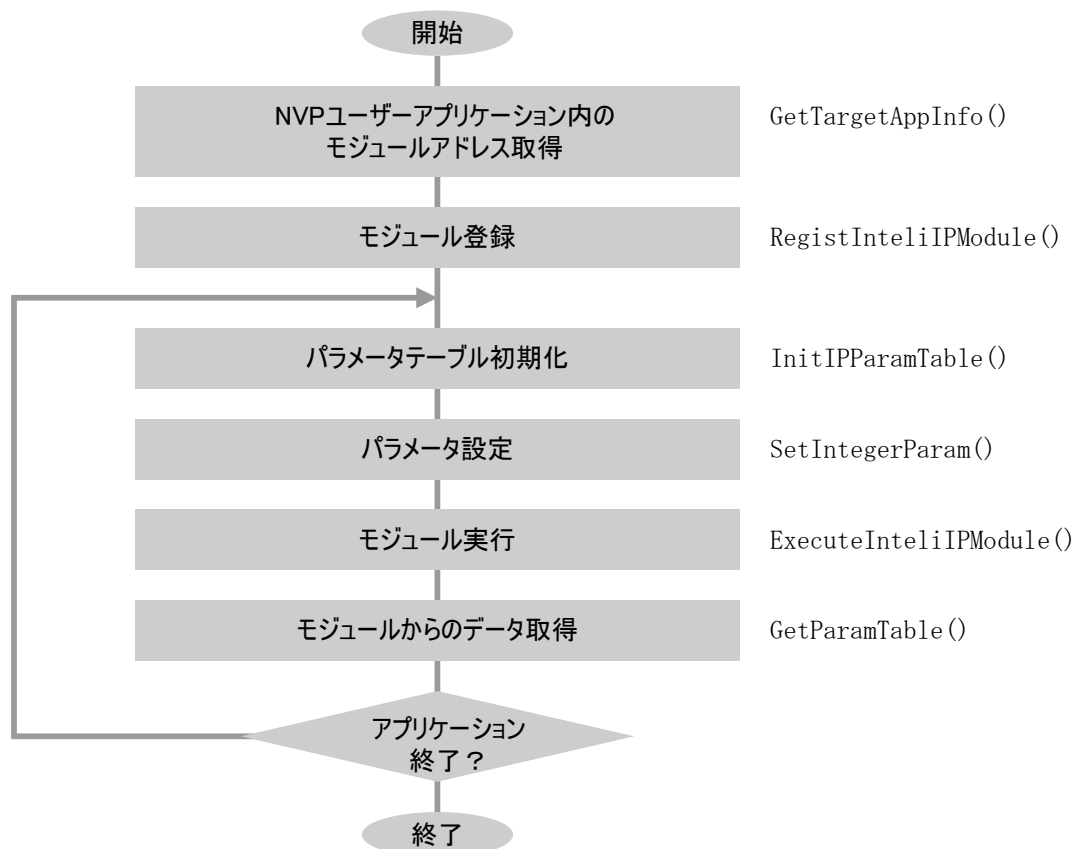 開始
NVPユーザーアプリケーション内の
モジュールアドレス取得
GetTargetAppInfo()
モジュール登録
RegistInteliIPModule()
パラメータテーブル初期化
InitIPParamTable()
パラメータ設定
SetIntegerParam()
モジュール実行
ExecuteInteliIPModule()
モジュールからのデータ取得
GetParamTable()
アプリケーション
終了？
終了